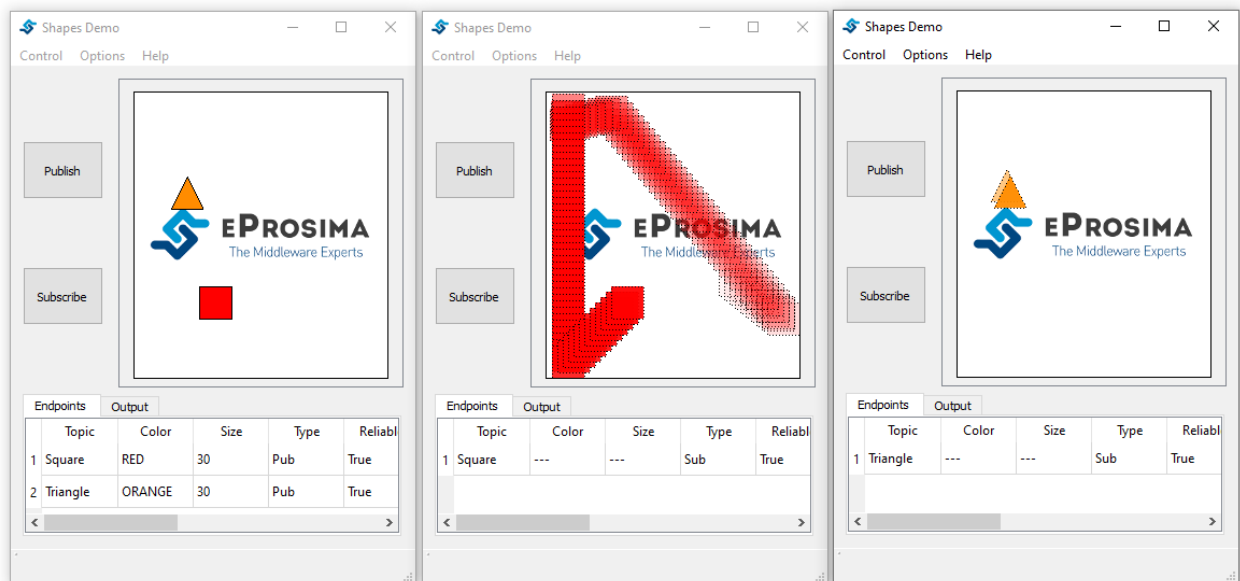 Shapes Demo
Control Options Help
Publish
Subscribe
EPROSIMA
The Middleware Experts
Endpoints Output
Topic Color Size Type Reliabl
1 Square RED 30 Pub True
2 Triangle ORANGE 30 Pub True
Shapes Demo
Control Options Help
Publish
Subscribe
EPROSIMA
The Middleware Experts
Endpoints Output
Topic Color Size Type Reliabl
1 Square --- --- Sub True
Shapes Demo
Control Options Help
Publish
Subscribe
EPROSIMA
The Middleware Experts
Endpoints Output
Topic Color Size Type Reliabl
1 Triangle --- --- Sub True